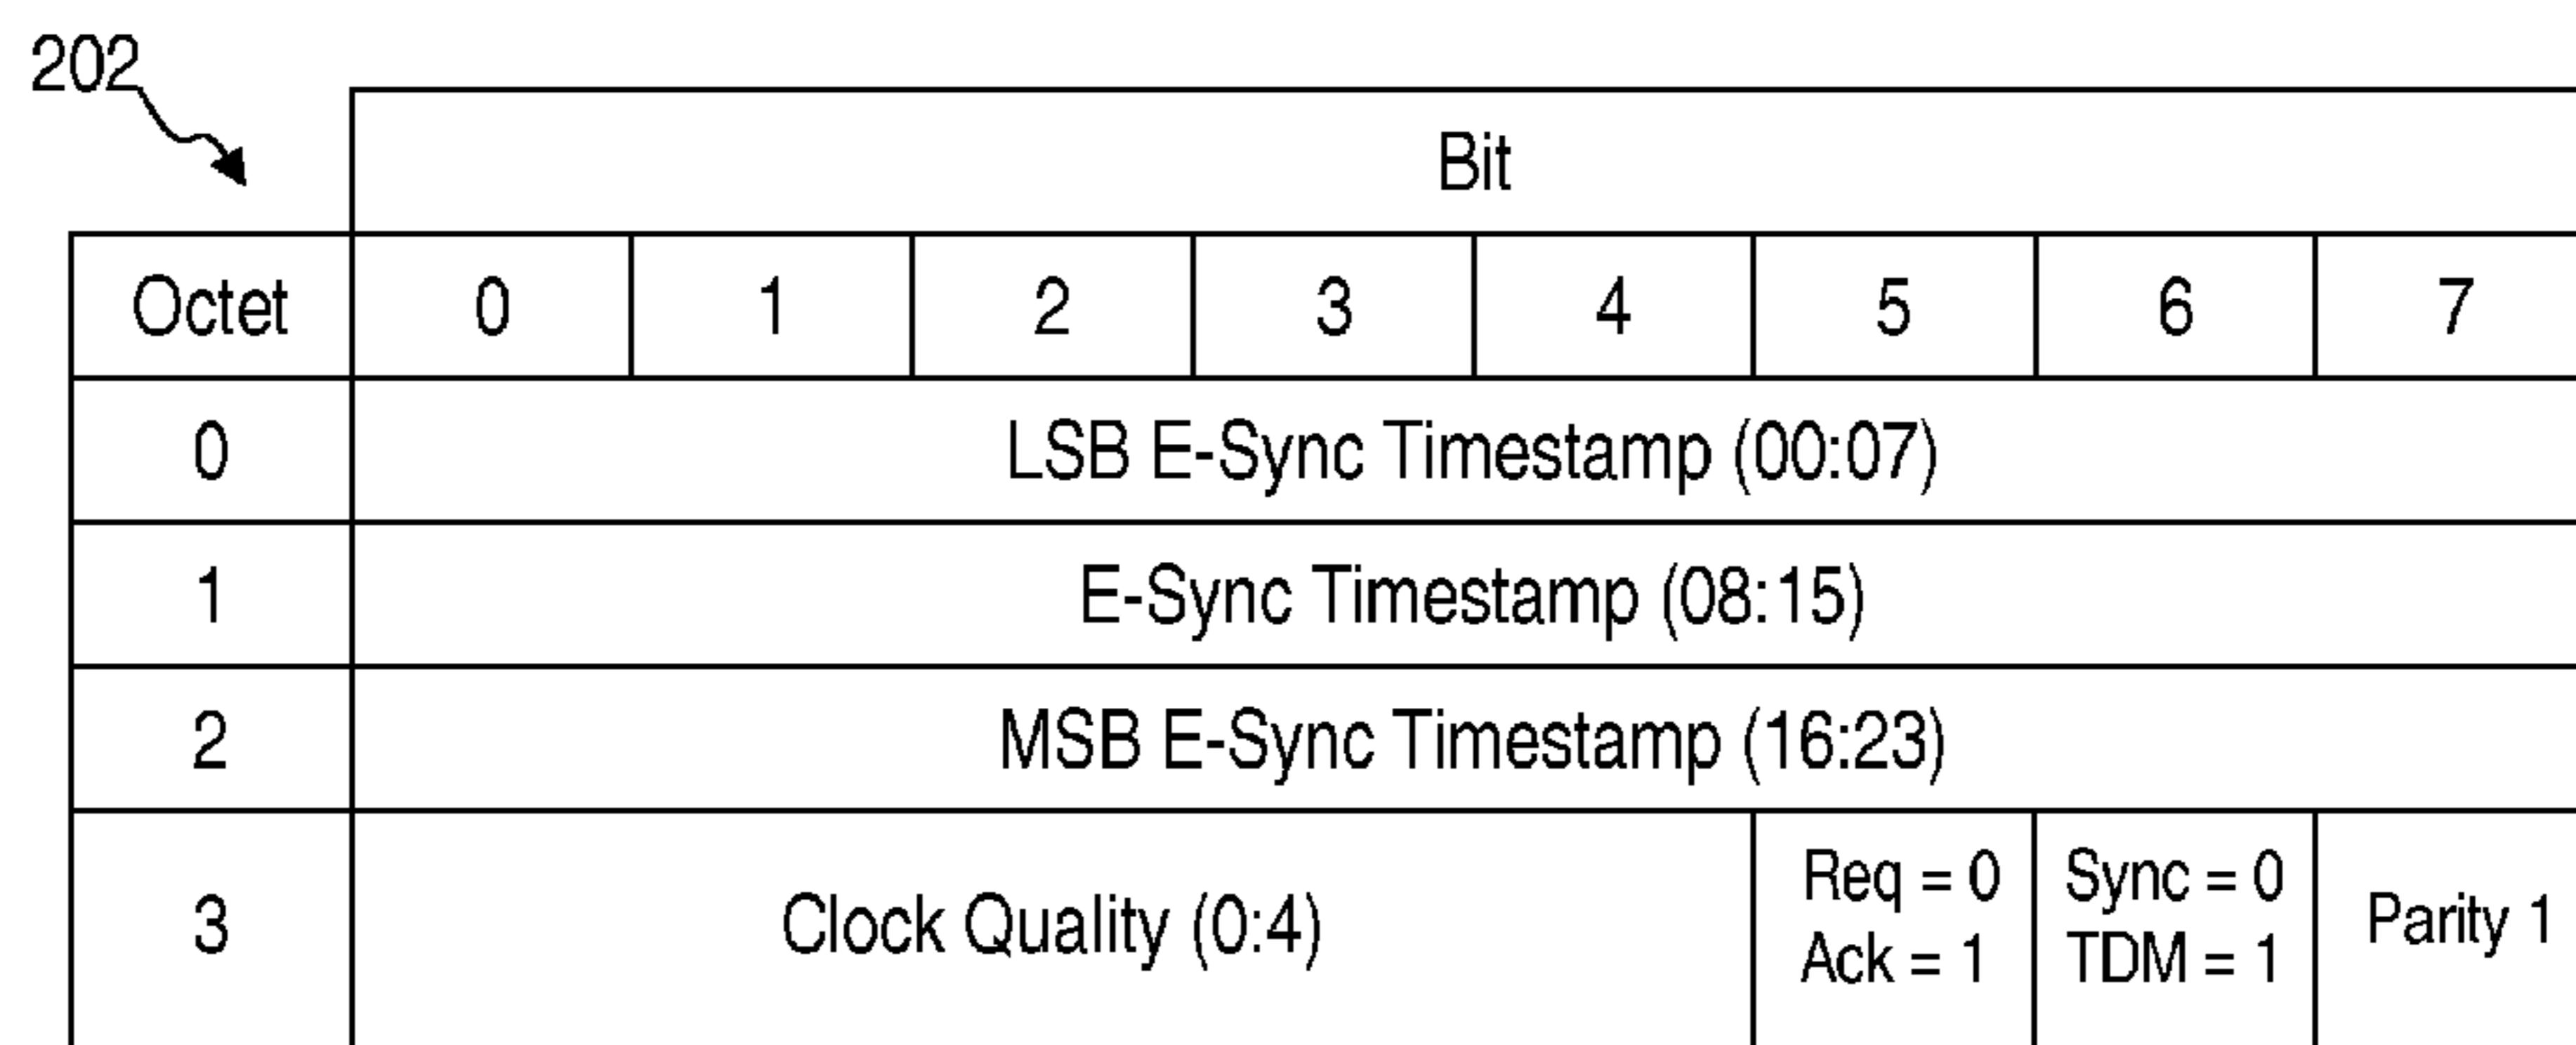 202
Bit
Octet 0 1 2 3 4 5 6 7
0 LSB E-Sync Timestamp (00:07)
1 E-Sync Timestamp (08:15)
2 MSB E-Sync Timestamp (16:23)
3 Clock Quality (0:4) Req = 0 Sync = 0 Parity 1
Ack = 1 TDM = 1